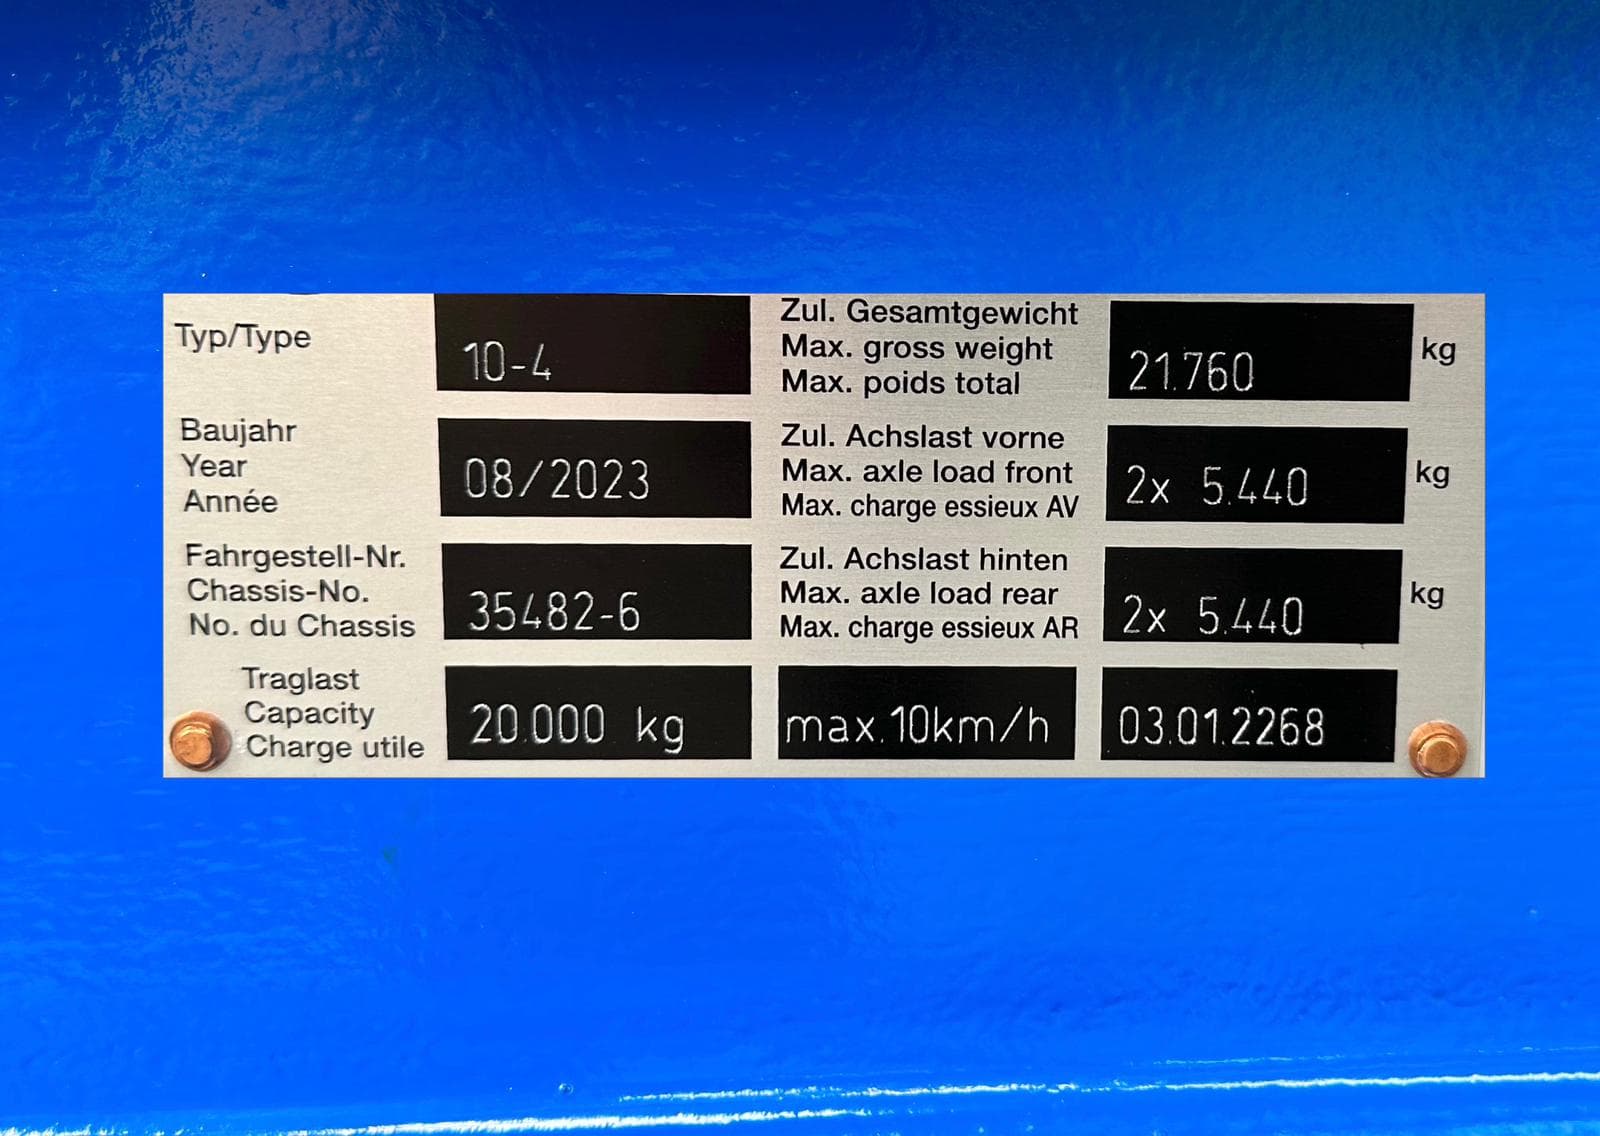 Typ/Type
10-4
Zul. Gesamtgewicht
Max. gross weight
Max. poids total
21.760
kg
Baujahr
Year
Année
08/2023
Zul. Achslast vorne
Max. axle load front
Max. charge essieux AV
2x 5.440
kg
Fahrgestell-Nr.
Chassis-No.
No. du Chassis
35482-6
Zul. Achslast hinten
Max. axle load rear
Max. charge essieux AR
2x 5.440
kg
Traglast
Capacity
Charge utile
20.000 kg
max.10km/h
03.01.2268